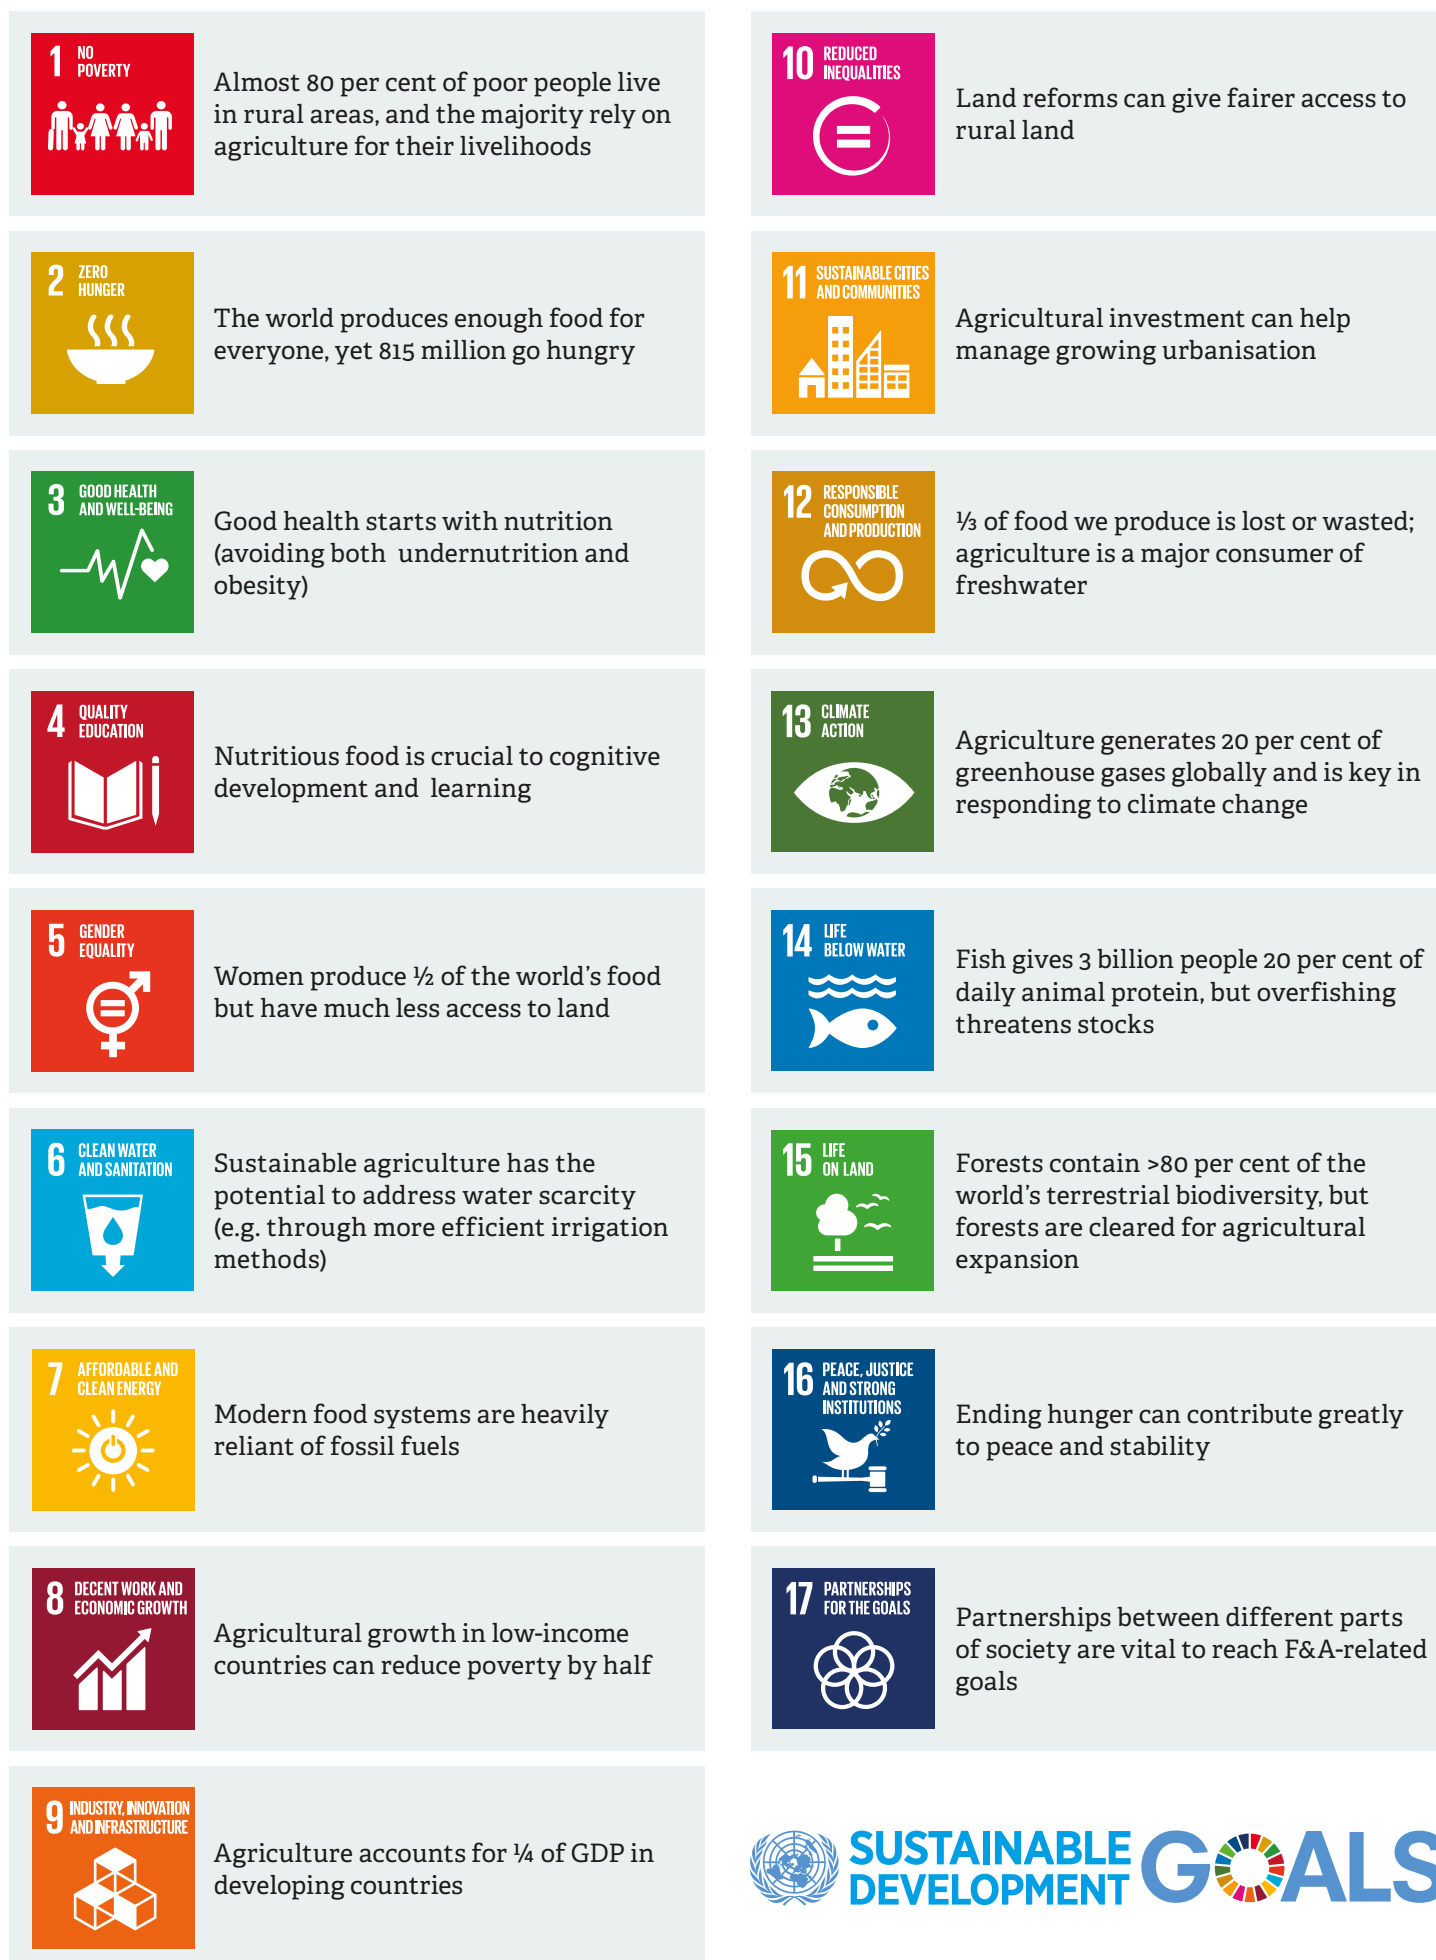 1 NO
POVERTY
Almost 80 per cent of poor people live
in rural areas, and the majority rely on
agriculture for their livelihoods
2 ZERO
HUNGER
The world produces enough food for
everyone, yet 815 million go hungry
3 GOOD HEALTH
AND WELL-BEING
Good health starts with nutrition
(avoiding both undernutrition and
obesity)
4 QUALITY
EDUCATION
Nutritious food is crucial to cognitive
development and learning
5 GENDER
EQUALITY
Women produce ½ of the world's food
but have much less access to land
6 CLEAN WATER
AND SANITATION
Sustainable agriculture has the
potential to address water scarcity
(e.g. through more efficient irrigation
methods)
7 AFFORDABLE AND
CLEAN ENERGY
Modern food systems are heavily
reliant of fossil fuels
8 DECENT WORK AND
ECONOMIC GROWTH
Agricultural growth in low-income
countries can reduce poverty by half
9 INDUSTRY, INNOVATION
AND INFRASTRUCTURE
Agriculture accounts for ¼ of GDP in
developing countries
10 REDUCED
INEQUALITIES
Land reforms can give fairer access to
rural land
11 SUSTAINABLE CITIES
AND COMMUNITIES
Agricultural investment can help
manage growing urbanisation
12 RESPONSIBLE
CONSUMPTION
AND PRODUCTION
⅓ of food we produce is lost or wasted;
agriculture is a major consumer of
freshwater
13 CLIMATE
ACTION
Agriculture generates 20 per cent of
greenhouse gases globally and is key in
responding to climate change
14 LIFE
BELOW WATER
Fish gives 3 billion people 20 per cent of
daily animal protein, but overfishing
threatens stocks
15 LIFE
ON LAND
Forests contain >80 per cent of the
world's terrestrial biodiversity, but
forests are cleared for agricultural
expansion
16 PEACE, JUSTICE
AND STRONG
INSTITUTIONS
Ending hunger can contribute greatly
to peace and stability
17 PARTNERSHIPS
FOR THE GOALS
Partnerships between different parts
of society are vital to reach F&A-related
goals
SUSTAINABLE
DEVELOPMENT
GOALS